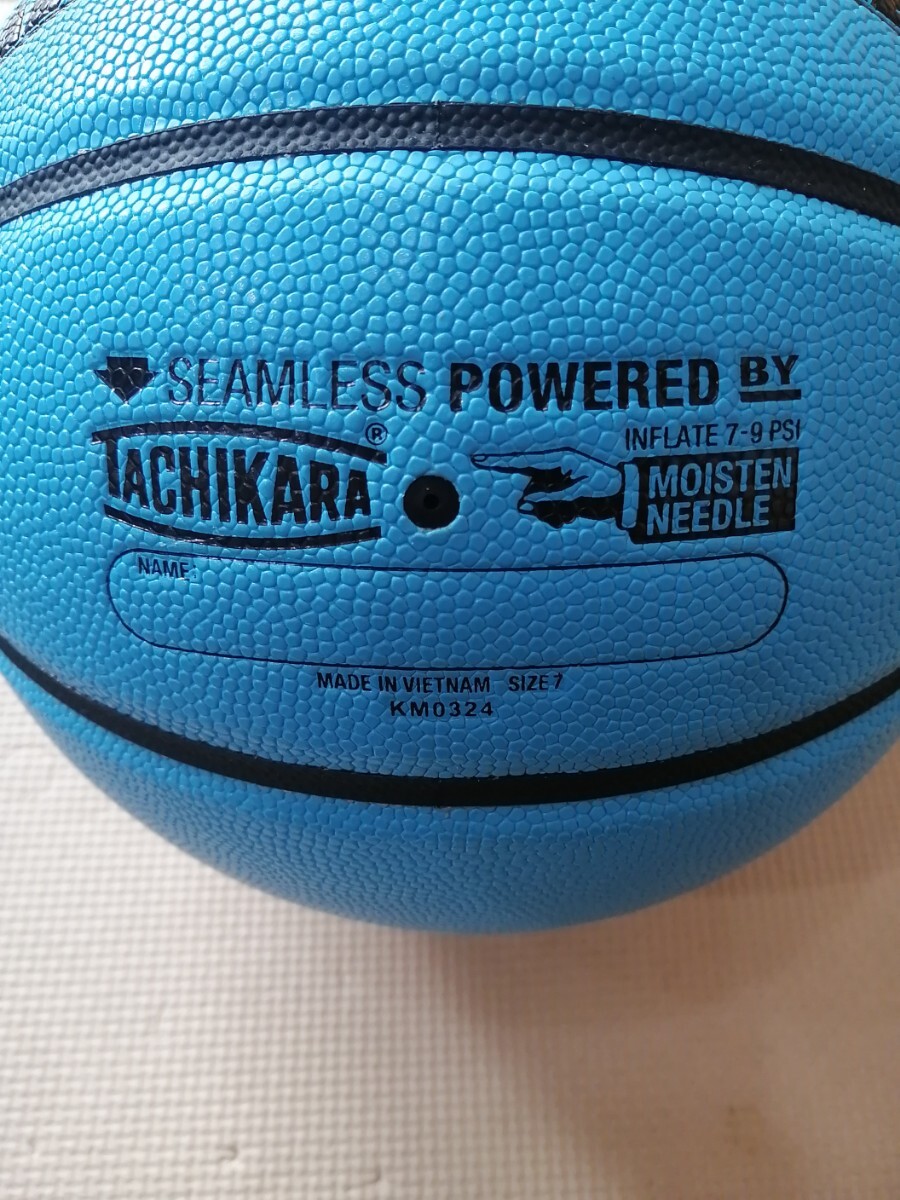 SEAMLESS POWERED BY
TACHIKARA®
INFLATE 7-9 PSI
MOISTEN
NEEDLE
NAME:
MADE IN VIETNAM SIZE 7
KM0324